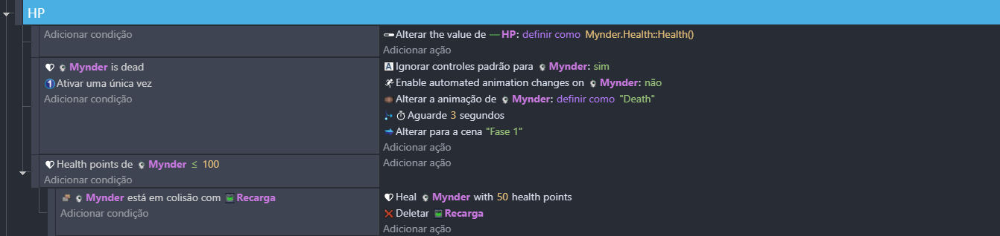 HP
Adicionar condição
Alterar the value de HP: definir como Mynder.Health::Health()
Adicionar ação
Mynder is dead
Ignorar controles padrão para Mynder: sim
Ativar uma única vez
Enable automated animation changes on Mynder: não
Adicionar condição
Alterar a animação de Mynder: definir como "Death"
Aguarde 3 segundos
Alterar para a cena "Fase 1"
Adicionar ação
Health points de Mynder ≤ 100
Adicionar ação
Adicionar condição
Mynder está em colisão com Recarga
Heal Mynder with 50 health points
Adicionar condição
Deletar Recarga
Adicionar ação